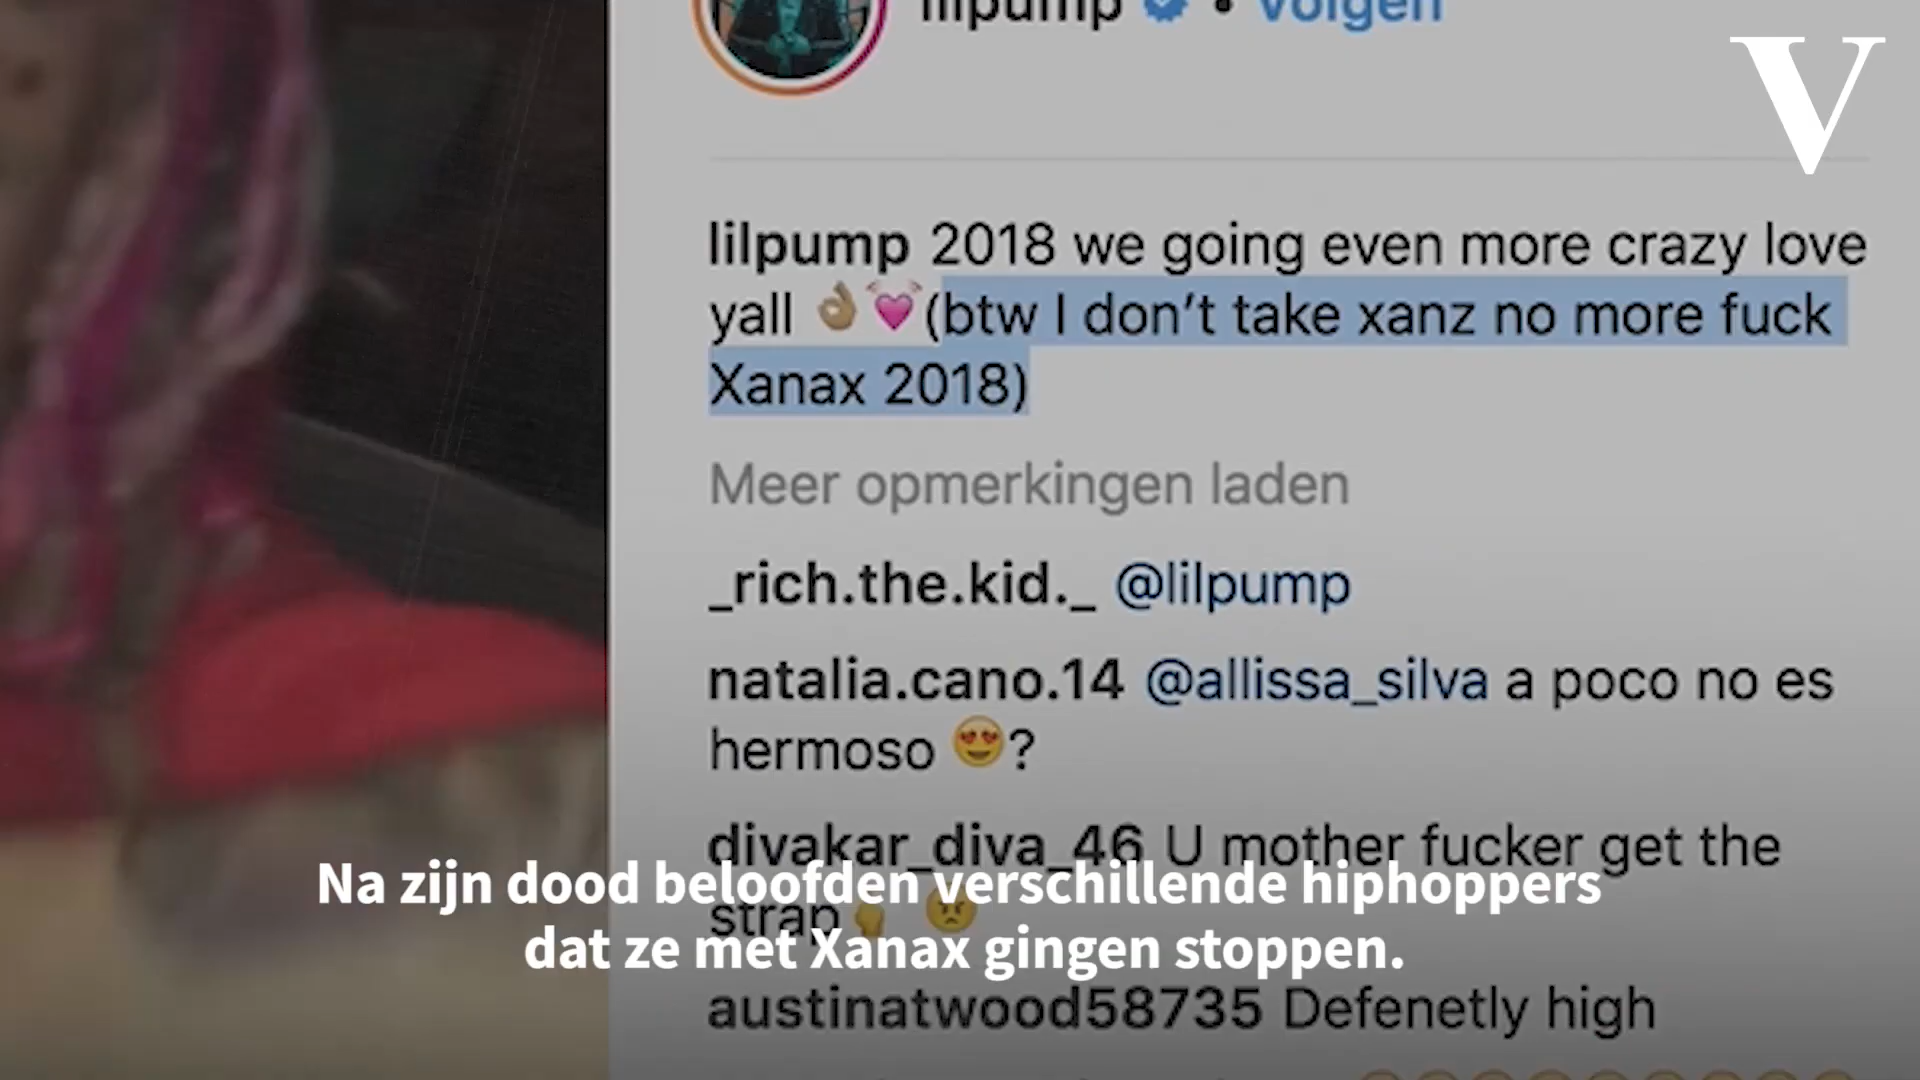 lilpump • Volgen
V
lilpump 2018 we going even more crazy love
yall 👌🏽💓(btw I don't take xanz no more fuck
Xanax 2018)
Meer opmerkingen laden
_rich.the.kid._ @lilpump
natalia.cano.14 @allissa_silva a poco no es
hermoso 😍?
divakar_diva_46 U mother fucker get the
strap
Na zijn dood beloofden verschillende hiphoppers
dat ze met Xanax gingen stoppen.
austinatwood58735 Defenetly high